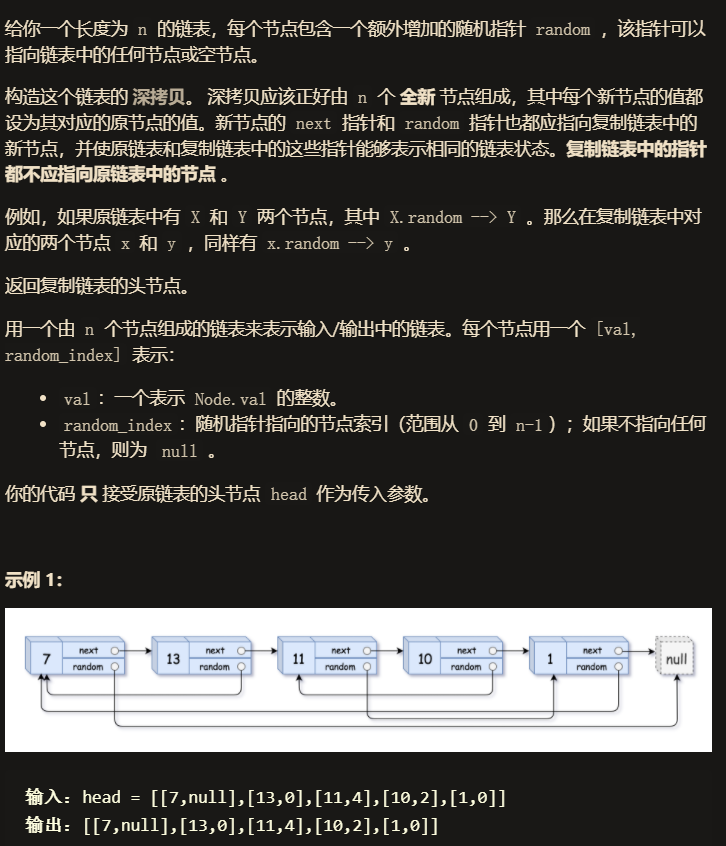 给你一个长度为 n 的链表，每个节点包含一个额外增加的随机指针 random ，该指针可以
指向链表中的任何节点或空节点。
构造这个链表的 深拷贝。 深拷贝应该正好由 n 个 全新 节点组成，其中每个新节点的值都
设为其对应的原节点的值。新节点的 next 指针和 random 指针也都应指向复制链表中的
新节点，并使原链表和复制链表中的这些指针能够表示相同的链表状态。复制链表中的指针
都不应指向原链表中的节点 。
例如，如果原链表中有 X 和 Y 两个节点，其中 X.random --> Y 。那么在复制链表中对
应的两个节点 x 和 y ，同样有 x.random --> y 。
返回复制链表的头节点。
用一个由 n 个节点组成的链表来表示输入/输出中的链表。每个节点用一个 [val,
random_index] 表示：
• val：一个表示 Node.val 的整数。
• random_index：随机指针指向的节点索引（范围从 0 到 n-1）；如果不指向任何
节点，则为 null 。
你的代码 只 接受原链表的头节点 head 作为传入参数。
示例 1：
7 next random 13 next random 11 next random 10 next random 1 next random null
输入：head = [[7,null],[13,0],[11,4],[10,2],[1,0]]
输出：[[7,null],[13,0],[11,4],[10,2],[1,0]]